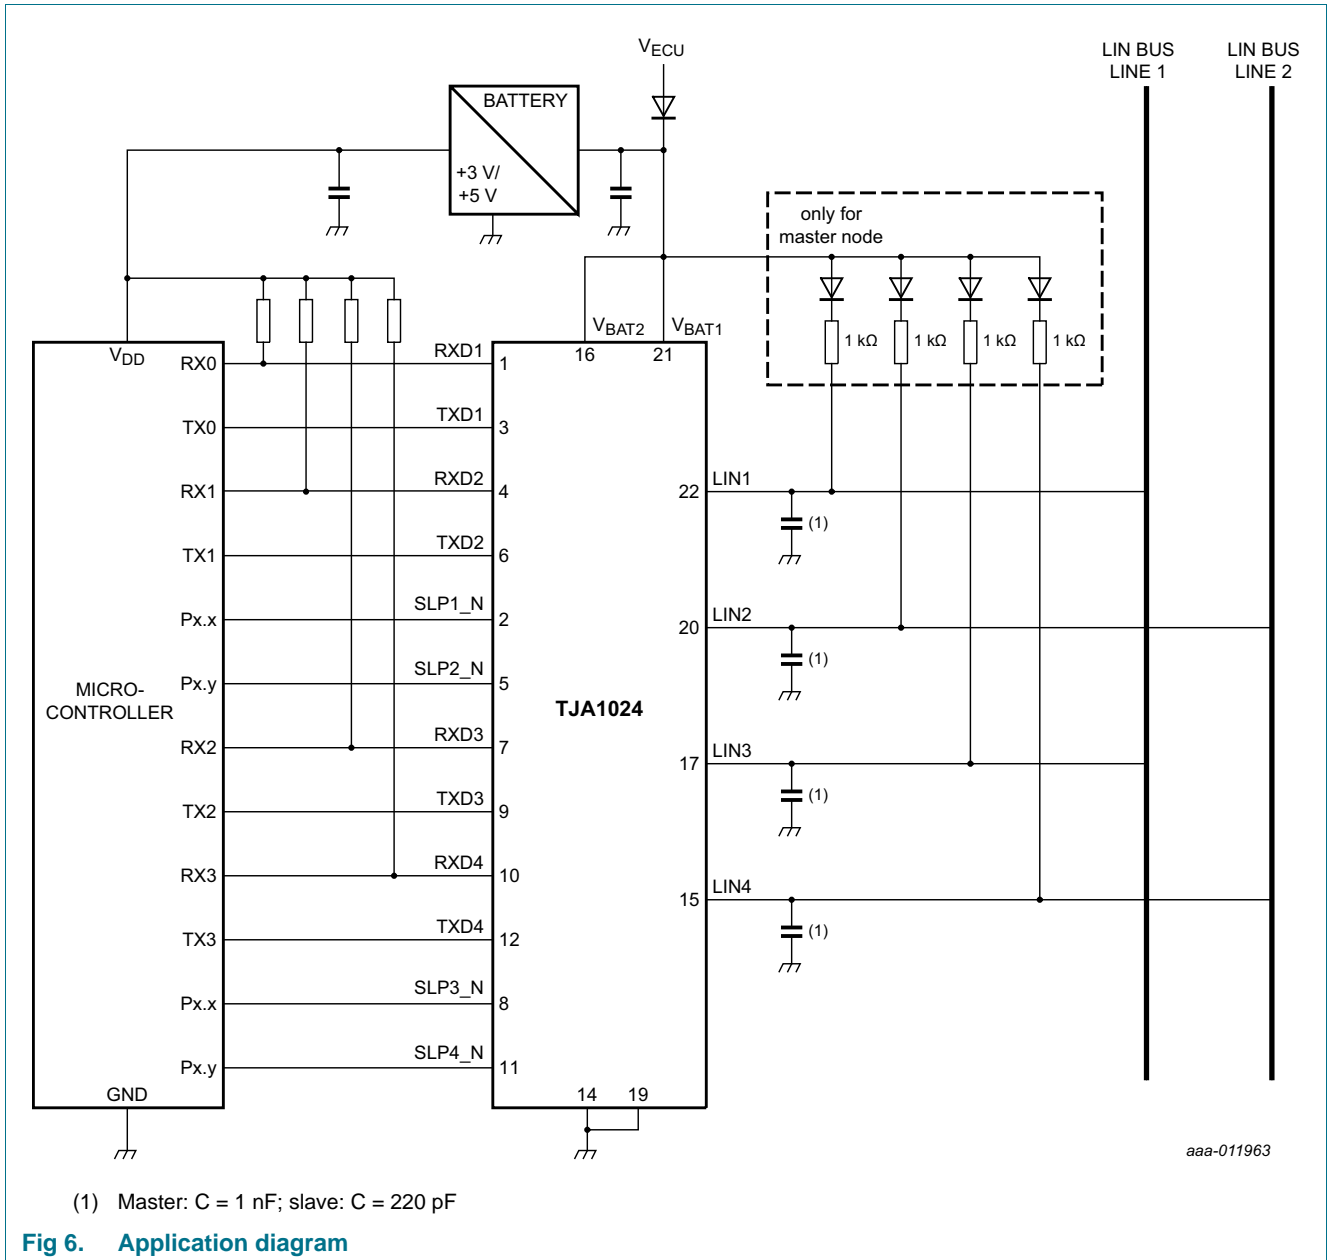 VECU
LIN BUS
LINE 1
LIN BUS
LINE 2
BATTERY
+3 V/
+5 V
only for
master node
1 kΩ
1 kΩ
1 kΩ
1 kΩ
VBAT2
VBAT1
16
21
VDD
RX0
RXD1
1
TX0
TXD1
3
RX1
RXD2
4
TX1
TXD2
6
Px.x
SLP1_N
2
Px.y
SLP2_N
5
MICRO-
CONTROLLER
RX2
RXD3
7
TX2
TXD3
9
RX3
RXD4
10
TX3
TXD4
12
Px.x
SLP3_N
8
Px.y
SLP4_N
11
GND
TJA1024
14
19
22
LIN1
(1)
20
LIN2
(1)
17
LIN3
(1)
15
LIN4
(1)
aaa-011963
(1) Master: C = 1 nF; slave: C = 220 pF
Fig 6. Application diagram